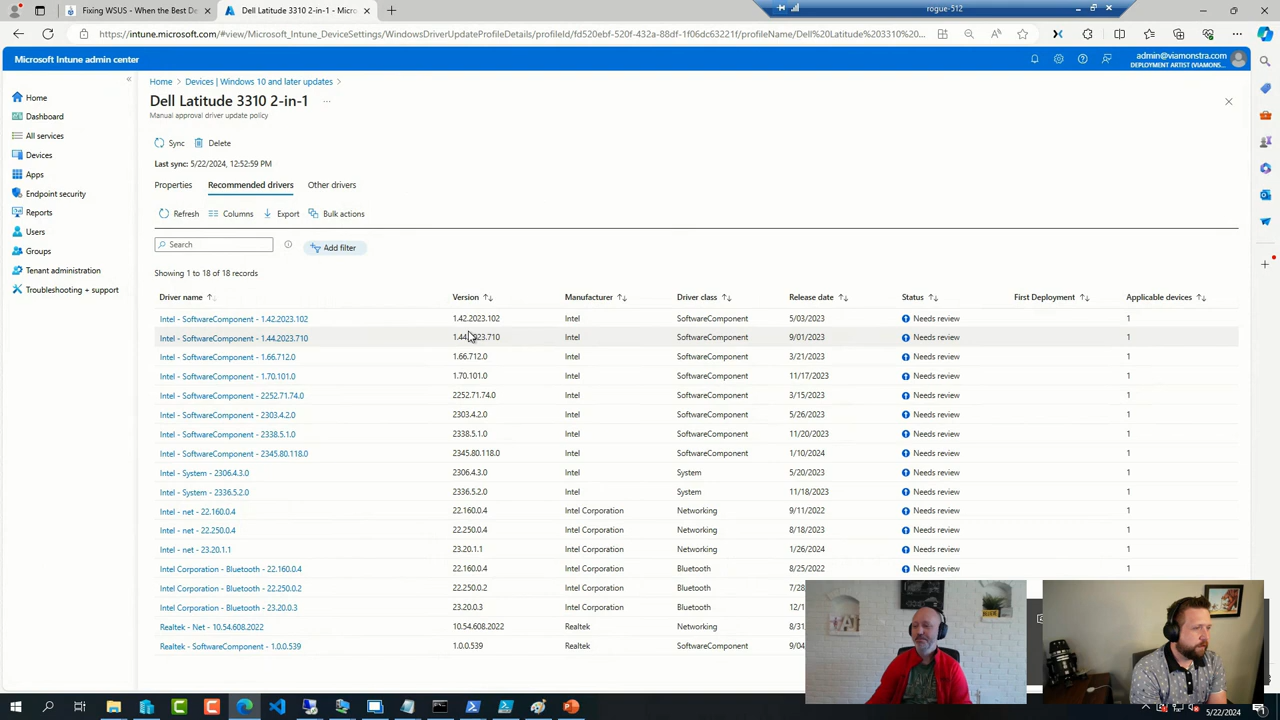 rogue-512
Fixing WSUS - When the Best De
Dell Latitude 3310 2-in-1 - Micro
https://intune.microsoft.com/#view/Microsoft_Intune_DeviceSettings/WindowsDriverUpdateProfileDetails/profileId/fd520ebf-520f-432a-88df-1f06dc63221f/profileName/Dell%20Latitude%203310%2...
Microsoft Intune admin center
admin@viamonstra.com
DEPLOYMENT ARTIST (VIAMONS...
Home
Dashboard
All services
Devices
Apps
Endpoint security
Reports
Users
Groups
Tenant administration
Troubleshooting + support
Home > Devices | Windows 10 and later updates >
Dell Latitude 3310 2-in-1 ...
Manual approval driver update policy
Sync Delete
Last sync: 5/22/2024, 12:52:59 PM
Properties Recommended drivers Other drivers
Refresh Columns Export Bulk actions
Search Add filter
Showing 1 to 18 of 18 records
Driver name Version Manufacturer Driver class Release date Status First Deployment Applicable devices
Intel - SoftwareComponent - 1.42.2023.102 1.42.2023.102 Intel SoftwareComponent 5/03/2023 Needs review 1
Intel - SoftwareComponent - 1.44.2023.710 1.44.2023.710 Intel SoftwareComponent 9/01/2023 Needs review 1
Intel - SoftwareComponent - 1.66.712.0 1.66.712.0 Intel SoftwareComponent 3/21/2023 Needs review 1
Intel - SoftwareComponent - 1.70.101.0 1.70.101.0 Intel SoftwareComponent 11/17/2023 Needs review 1
Intel - SoftwareComponent - 2252.71.74.0 2252.71.74.0 Intel SoftwareComponent 3/15/2023 Needs review 1
Intel - SoftwareComponent - 2303.4.2.0 2303.4.2.0 Intel SoftwareComponent 5/26/2023 Needs review 1
Intel - SoftwareComponent - 2338.5.1.0 2338.5.1.0 Intel SoftwareComponent 11/20/2023 Needs review 1
Intel - SoftwareComponent - 2345.80.118.0 2345.80.118.0 Intel SoftwareComponent 1/10/2024 Needs review 1
Intel - System - 2306.4.3.0 2306.4.3.0 Intel System 5/20/2023 Needs review 1
Intel - System - 2336.5.2.0 2336.5.2.0 Intel System 11/18/2023 Needs review 1
Intel - net - 22.160.0.4 22.160.0.4 Intel Corporation Networking 9/11/2022 Needs review 1
Intel - net - 22.250.0.4 22.250.0.4 Intel Corporation Networking 8/18/2023 Needs review 1
Intel - net - 23.20.1.1 23.20.1.1 Intel Corporation Networking 1/26/2024 Needs review 1
Intel Corporation - Bluetooth - 22.160.0.4 22.160.0.4 Intel Corporation Bluetooth 8/25/2022 Needs review 1
Intel Corporation - Bluetooth - 22.250.0.2 22.250.0.2 Intel Corporation Bluetooth 7/28
Intel Corporation - Bluetooth - 23.20.0.3 23.20.0.3 Intel Corporation Bluetooth 12/1
Realtek - Net - 10.54.608.2022 10.54.608.2022 Realtek Networking 8/31
Realtek - SoftwareComponent - 1.0.0.539 1.0.0.539 Realtek SoftwareComponent 9/04
5/22/2024